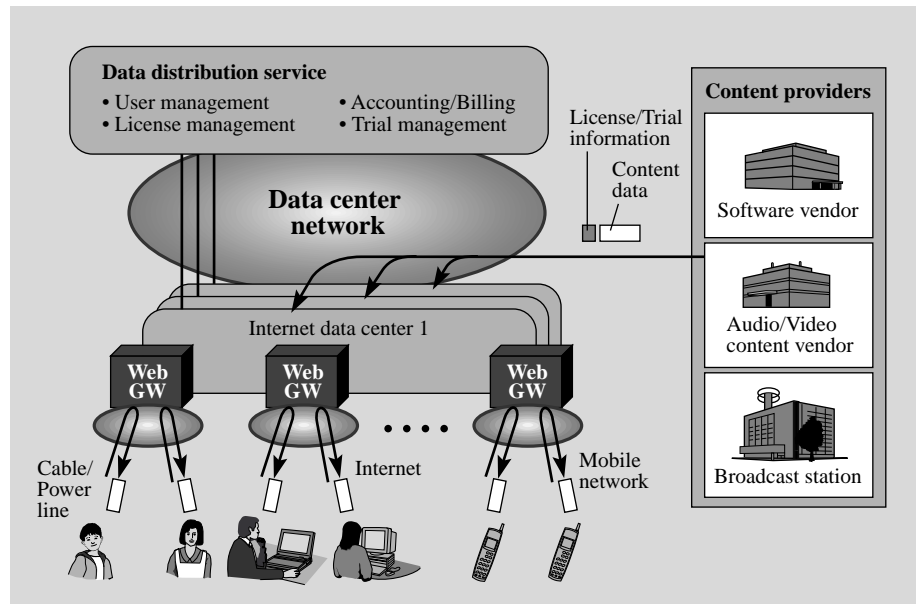 Data distribution service
• User management
• Accounting/Billing
• License management
• Trial management
License/Trial
information
Content
data
Data center
network
Content providers
Software vendor
Audio/Video
content vendor
Broadcast station
Internet data center 1
Web
GW
Web
GW
Web
GW
Cable/
Power
line
Internet
Mobile
network